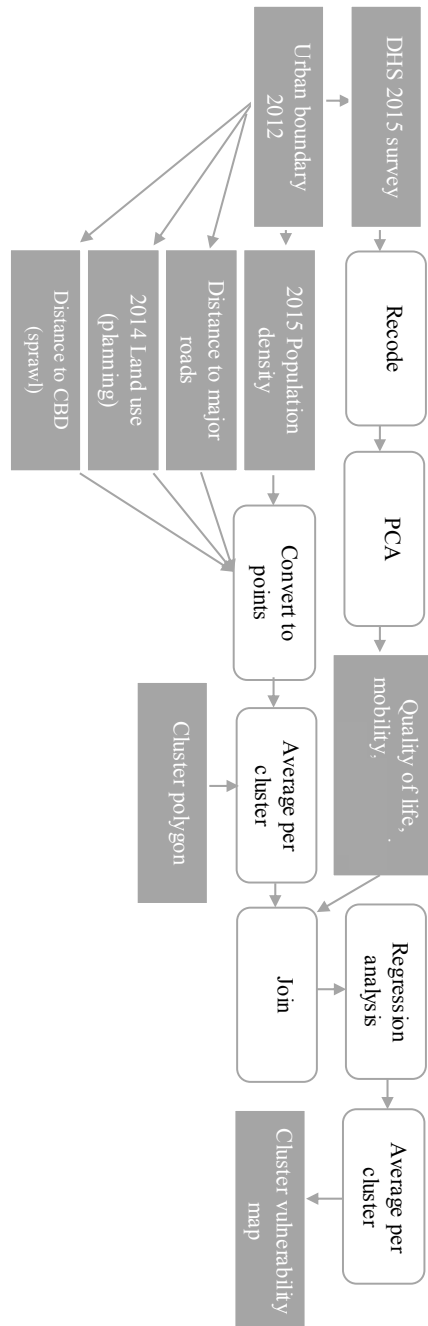 DHS 2015 survey
Recode
PCA
Quality of life,
mobility,
Regression
analysis
Average per
cluster
Urban boundary
2012
2015 Population
density
Convert to
points
Average per
cluster
Join
Cluster vulnerability
map
Distance to major
roads
Cluster polygon
2014 Land use
(planning)
Distance to CBD
(sprawl)